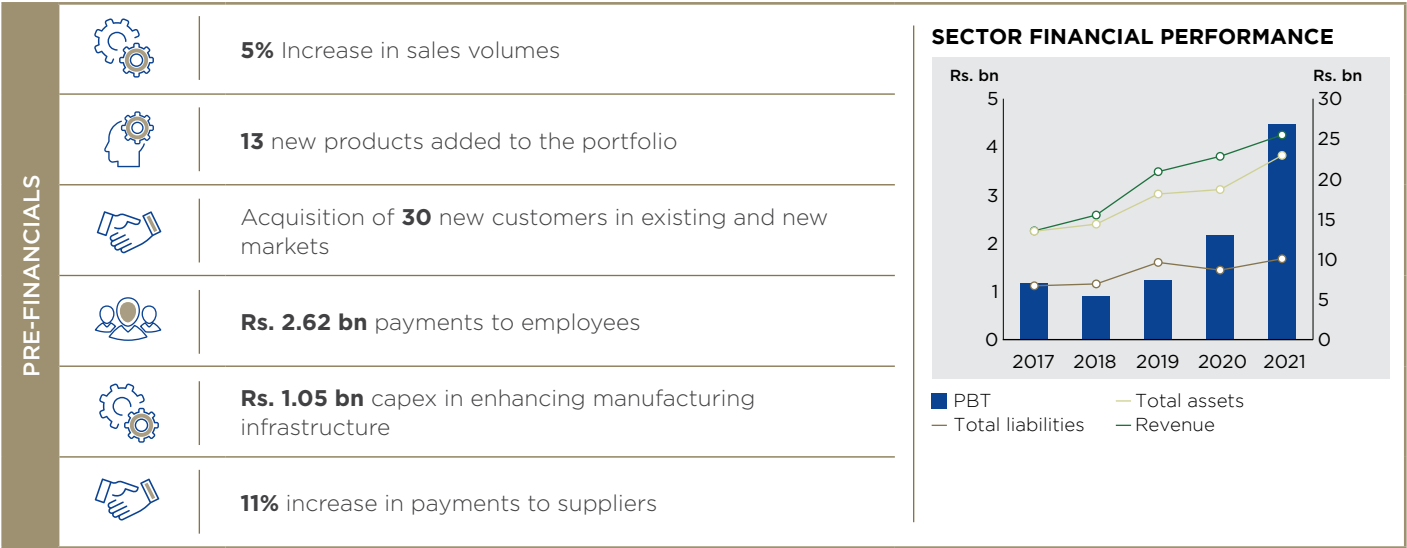 PRE-FINANCIALS
5% Increase in sales volumes
13 new products added to the portfolio
Acquisition of 30 new customers in existing and new
markets
Rs. 2.62 bn payments to employees
Rs. 1.05 bn capex in enhancing manufacturing
infrastructure
11% increase in payments to suppliers
SECTOR FINANCIAL PERFORMANCE
Rs. bn
Rs. bn
5
4
3
2
1
0
30
25
20
15
10
5
0
2017 2018 2019 2020 2021
PBT
Total assets
Total liabilities
Revenue